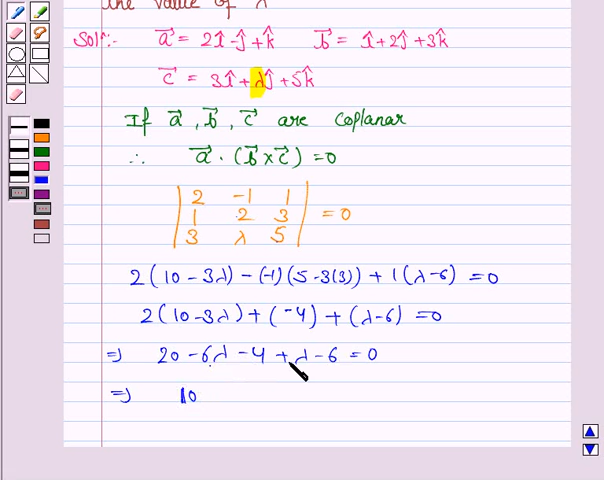 the value of λ
Solⁿ:- a⃗ = 2î-ĵ+k̂ b⃗ = î+2ĵ+3k̂
c⃗ = 3î+λĵ+5k̂
If a⃗, b⃗, c⃗ are coplanar
∴ a⃗ . (b⃗ × c⃗) = 0
| 2 -1 1 |
| 1 2 3 | = 0
| 3 λ 5 |
2(10-3λ) - (-1)(5-3(3)) + 1(λ-6) = 0
2(10-3λ) + (-4) + (λ-6) = 0
⇒ 20-6λ-4+λ-6 = 0
⇒ 10